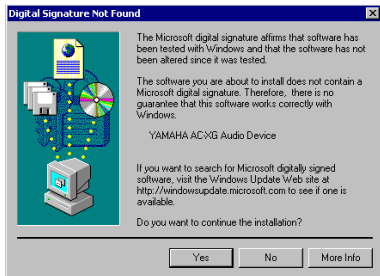 Digital Signature Not Found
The Microsoft digital signature affirms that software has
been tested with Windows and that the software has not
been altered since it was tested.
The software you are about to install does not contain a
Microsoft digital signature. Therefore, there is no
guarantee that this software works correctly with
Windows.
YAMAHA AC-XG Audio Device
If you want to search for Microsoft digitally signed
software, visit the Windows Update Web site at
http://windowsupdate.microsoft.com to see if one is
available.
Do you want to continue the installation?
Yes No More Info